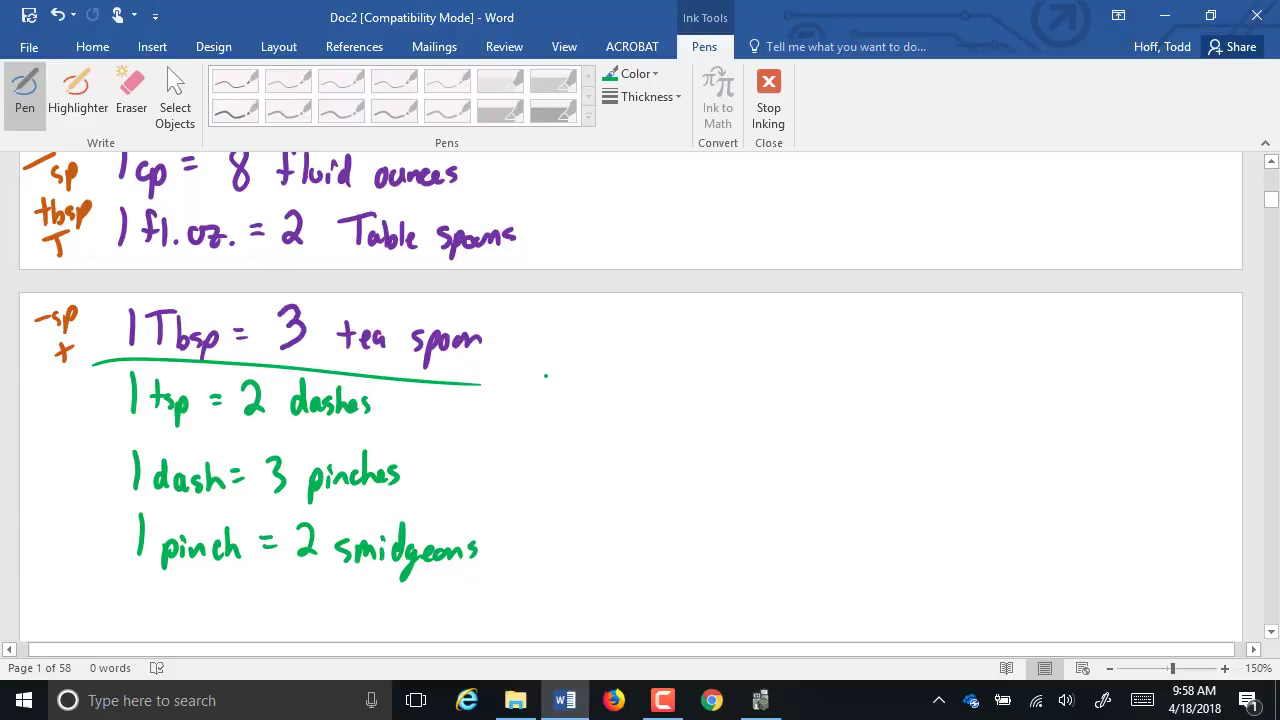 Doc2 [Compatibility Mode] - Word
Ink Tools
File Home Insert Design Layout References Mailings Review View ACROBAT Pens Tell me what you want to do... Hoff, Todd Share
Pen Highlighter Eraser Select Objects
Color
Thickness
Ink to Math
Stop Inking
Write Pens Convert Close
sp 1 cp = 8 fluid ounces
tbsp
T 1 fl. oz. = 2 Table spoons
1 Tbsp = 3 tea spoon
1 tsp = 2 dashes
1 dash = 3 pinches
1 pinch = 2 smidgeons
Page 1 of 58 0 words 150%
Type here to search
9:58 AM
4/18/2018
1